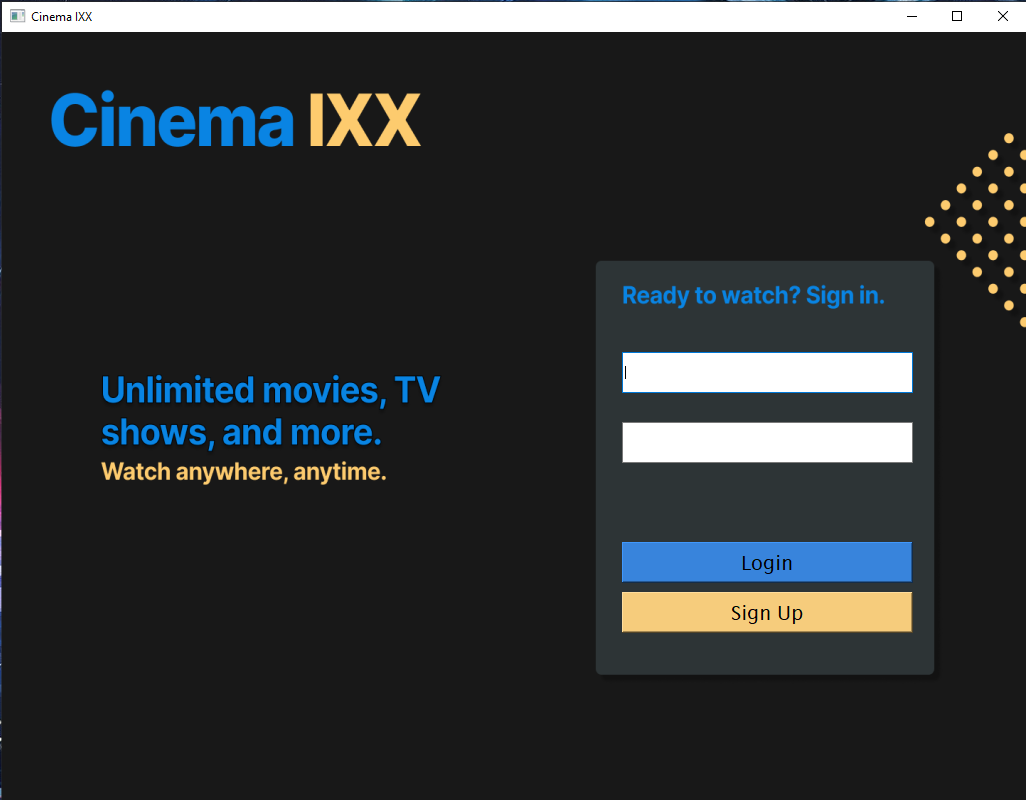 Cinema IXX
Cinema IXX
Unlimited movies, TV
shows, and more.
Watch anywhere, anytime.
Ready to watch? Sign in.
Login
Sign Up